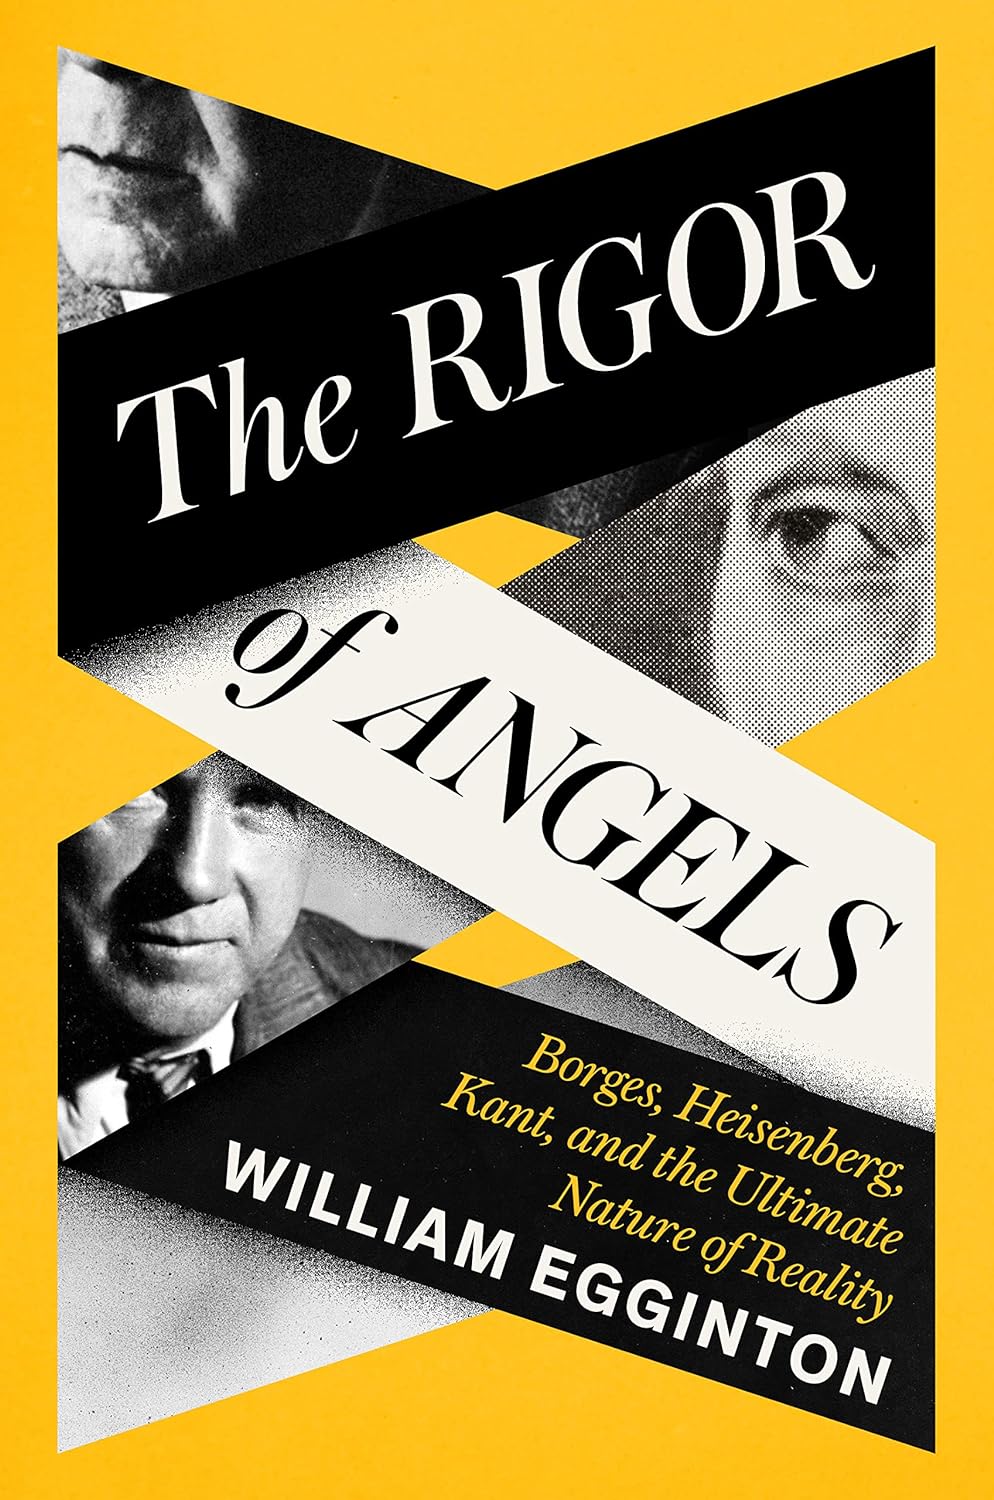 The RIGOR
of ANGELS
Borges, Heisenberg,
Kant, and the Ultimate
Nature of Reality
WILLIAM EGGINTON